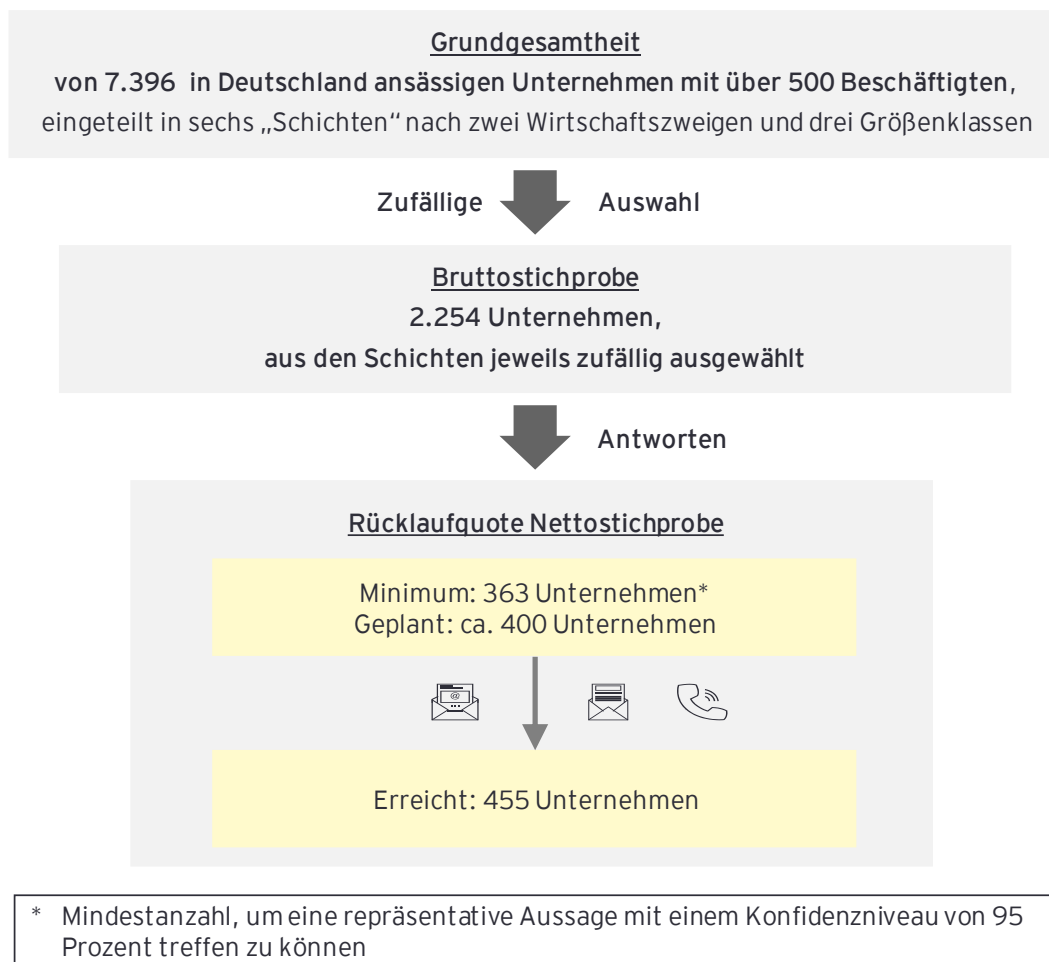 Grundgesamtheit
von 7.396 in Deutschland ansässigen Unternehmen mit über 500 Beschäftigten,
eingeteilt in sechs „Schichten“ nach zwei Wirtschaftszweigen und drei Größenklassen
Zufällige Auswahl
Bruttostichprobe
2.254 Unternehmen,
aus den Schichten jeweils zufällig ausgewählt
Antworten
Rücklaufquote Nettostichprobe
Minimum: 363 Unternehmen*
Geplant: ca. 400 Unternehmen
@
Erreicht: 455 Unternehmen
* Mindestanzahl, um eine repräsentative Aussage mit einem Konfidenzniveau von 95
Prozent treffen zu können